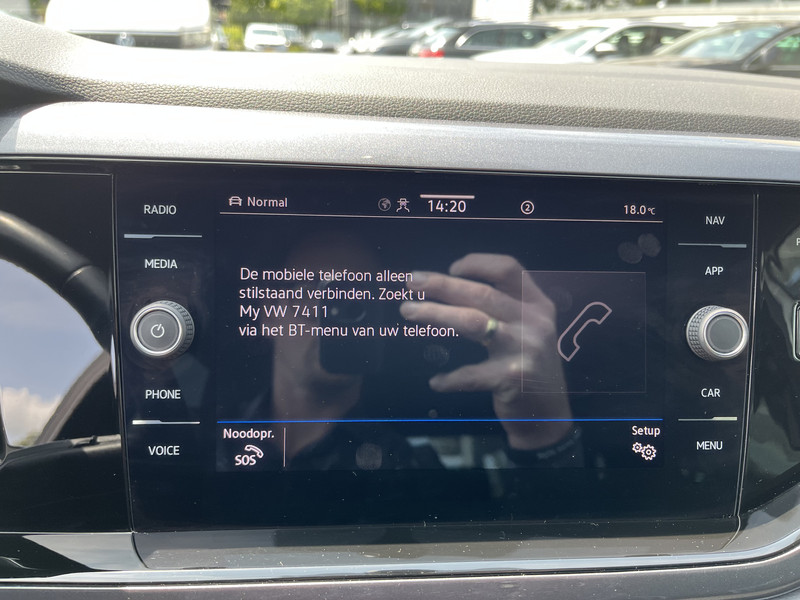 RADIO
MEDIA
PHONE
VOICE
Normal
14:20
2
18.0°C
De mobiele telefoon alleen
stilstaand verbinden. Zoekt u
My VW 7411
via het BT-menu van uw telefoon.
Noodopr.
SOS
Setup
NAV
APP
CAR
MENU